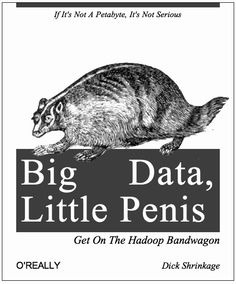 If It's Not A Petabyte, It's Not Serious
Big Data,
Little Penis
Get On The Hadoop Bandwagon
O'REALLY
Dick Shrinkage